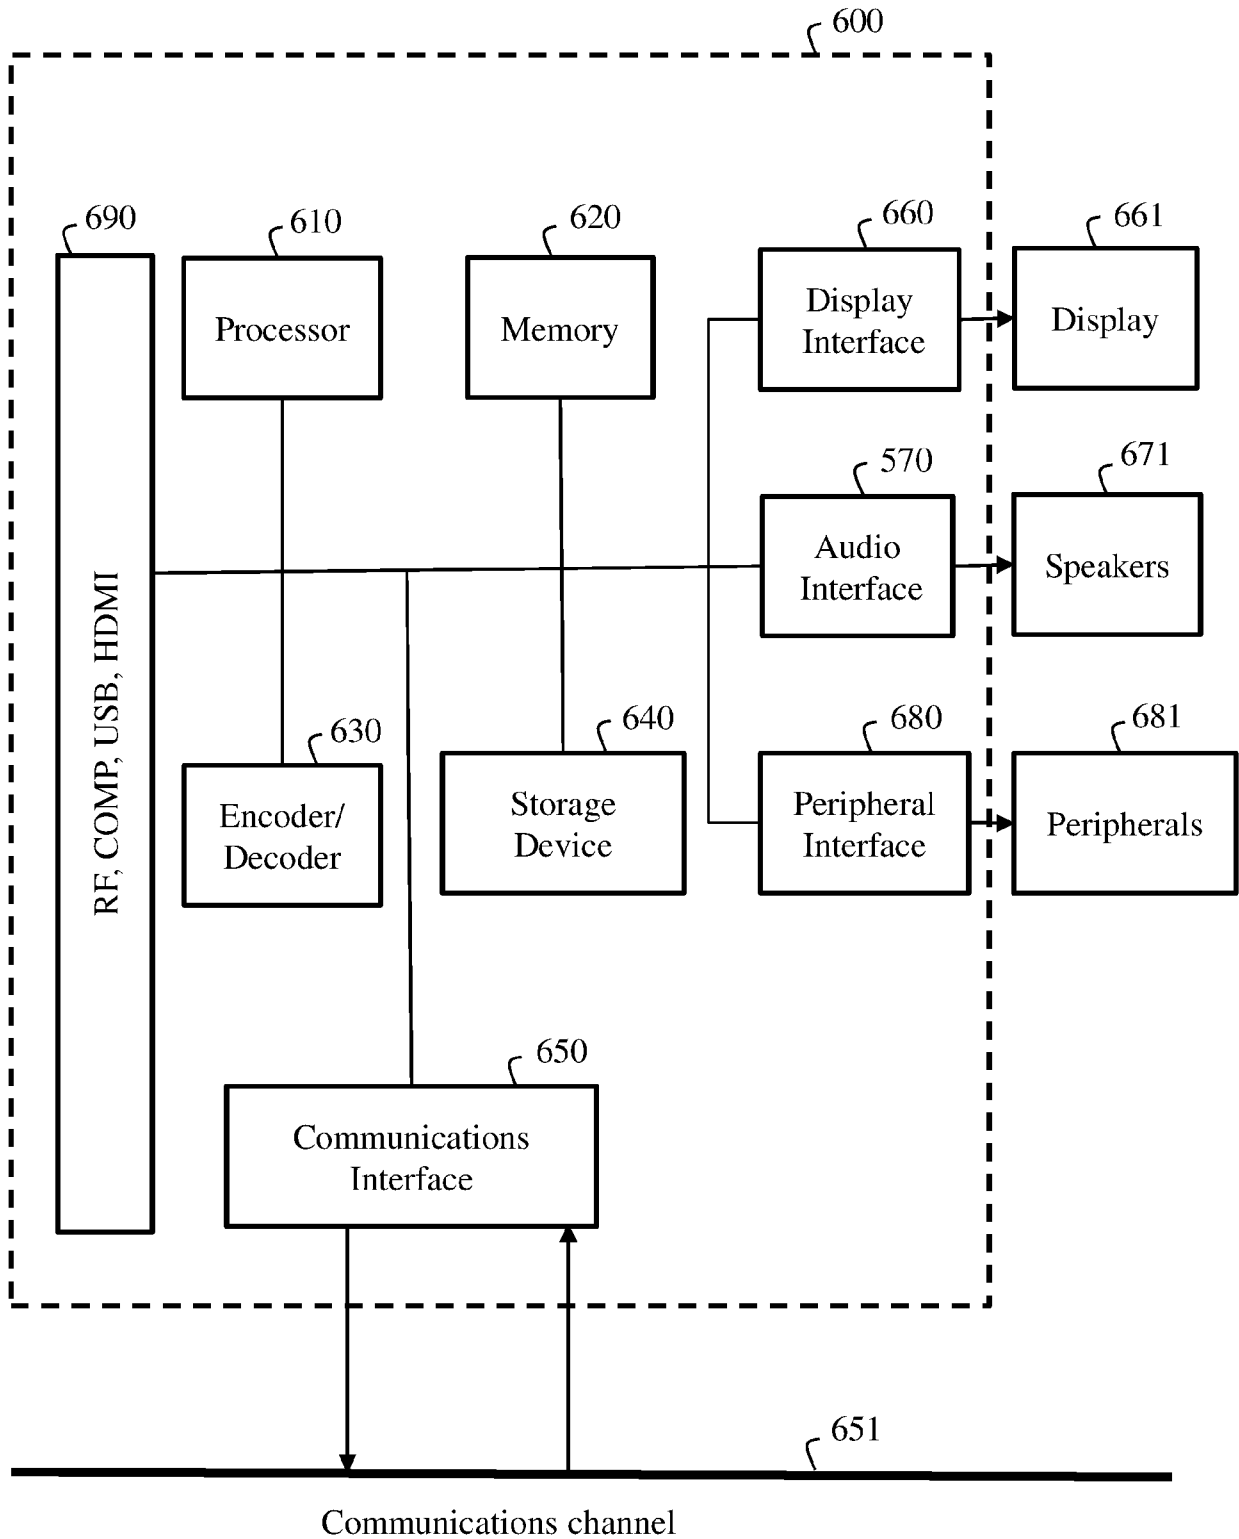 600
690
610
620
660
661
Processor
Memory
Display
Interface
Display
570
671
Audio
Interface
Speakers
RF, COMP, USB, HDMI
630
640
680
681
Encoder/
Decoder
Storage
Device
Peripheral
Interface
Peripherals
650
Communications
Interface
651
Communications channel